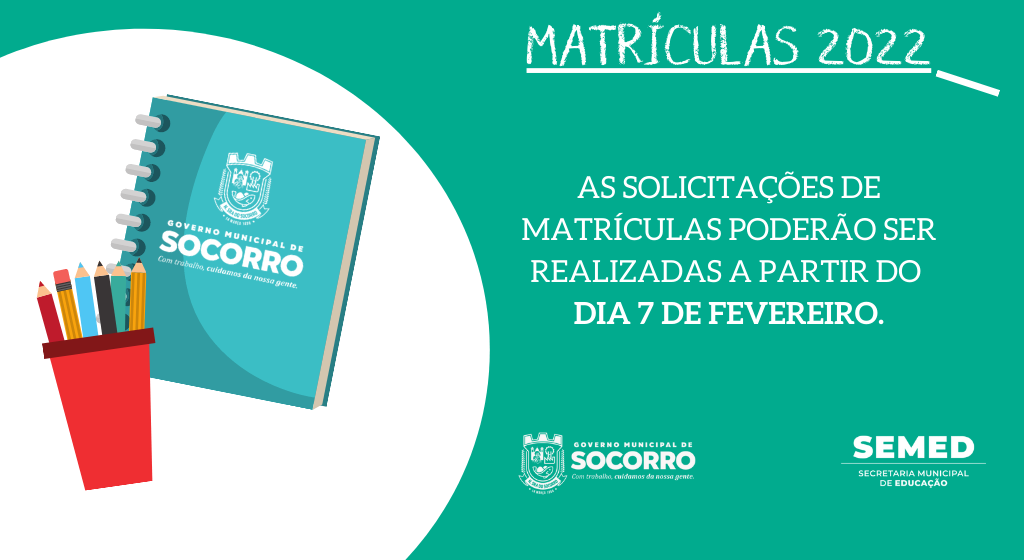 MATRÍCULAS 2022
AS SOLICITAÇÕES DE
MATRÍCULAS PODERÃO SER
REALIZADAS A PARTIR DO
DIA 7 DE FEVEREIRO.
GOVERNO MUNICIPAL DE
SOCORRO
Com trabalho, cuidamos da nossa gente.
GOVERNO MUNICIPAL DE
SOCORRO
Com trabalho, cuidamos da nossa gente.
SEMED
SECRETARIA MUNICIPAL
DE EDUCAÇÃO